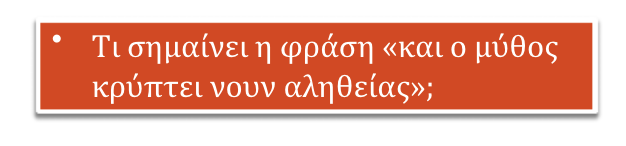 • Τι σημαίνει η φράση «και ο μύθος
κρύπτει νουν αληθείας»;